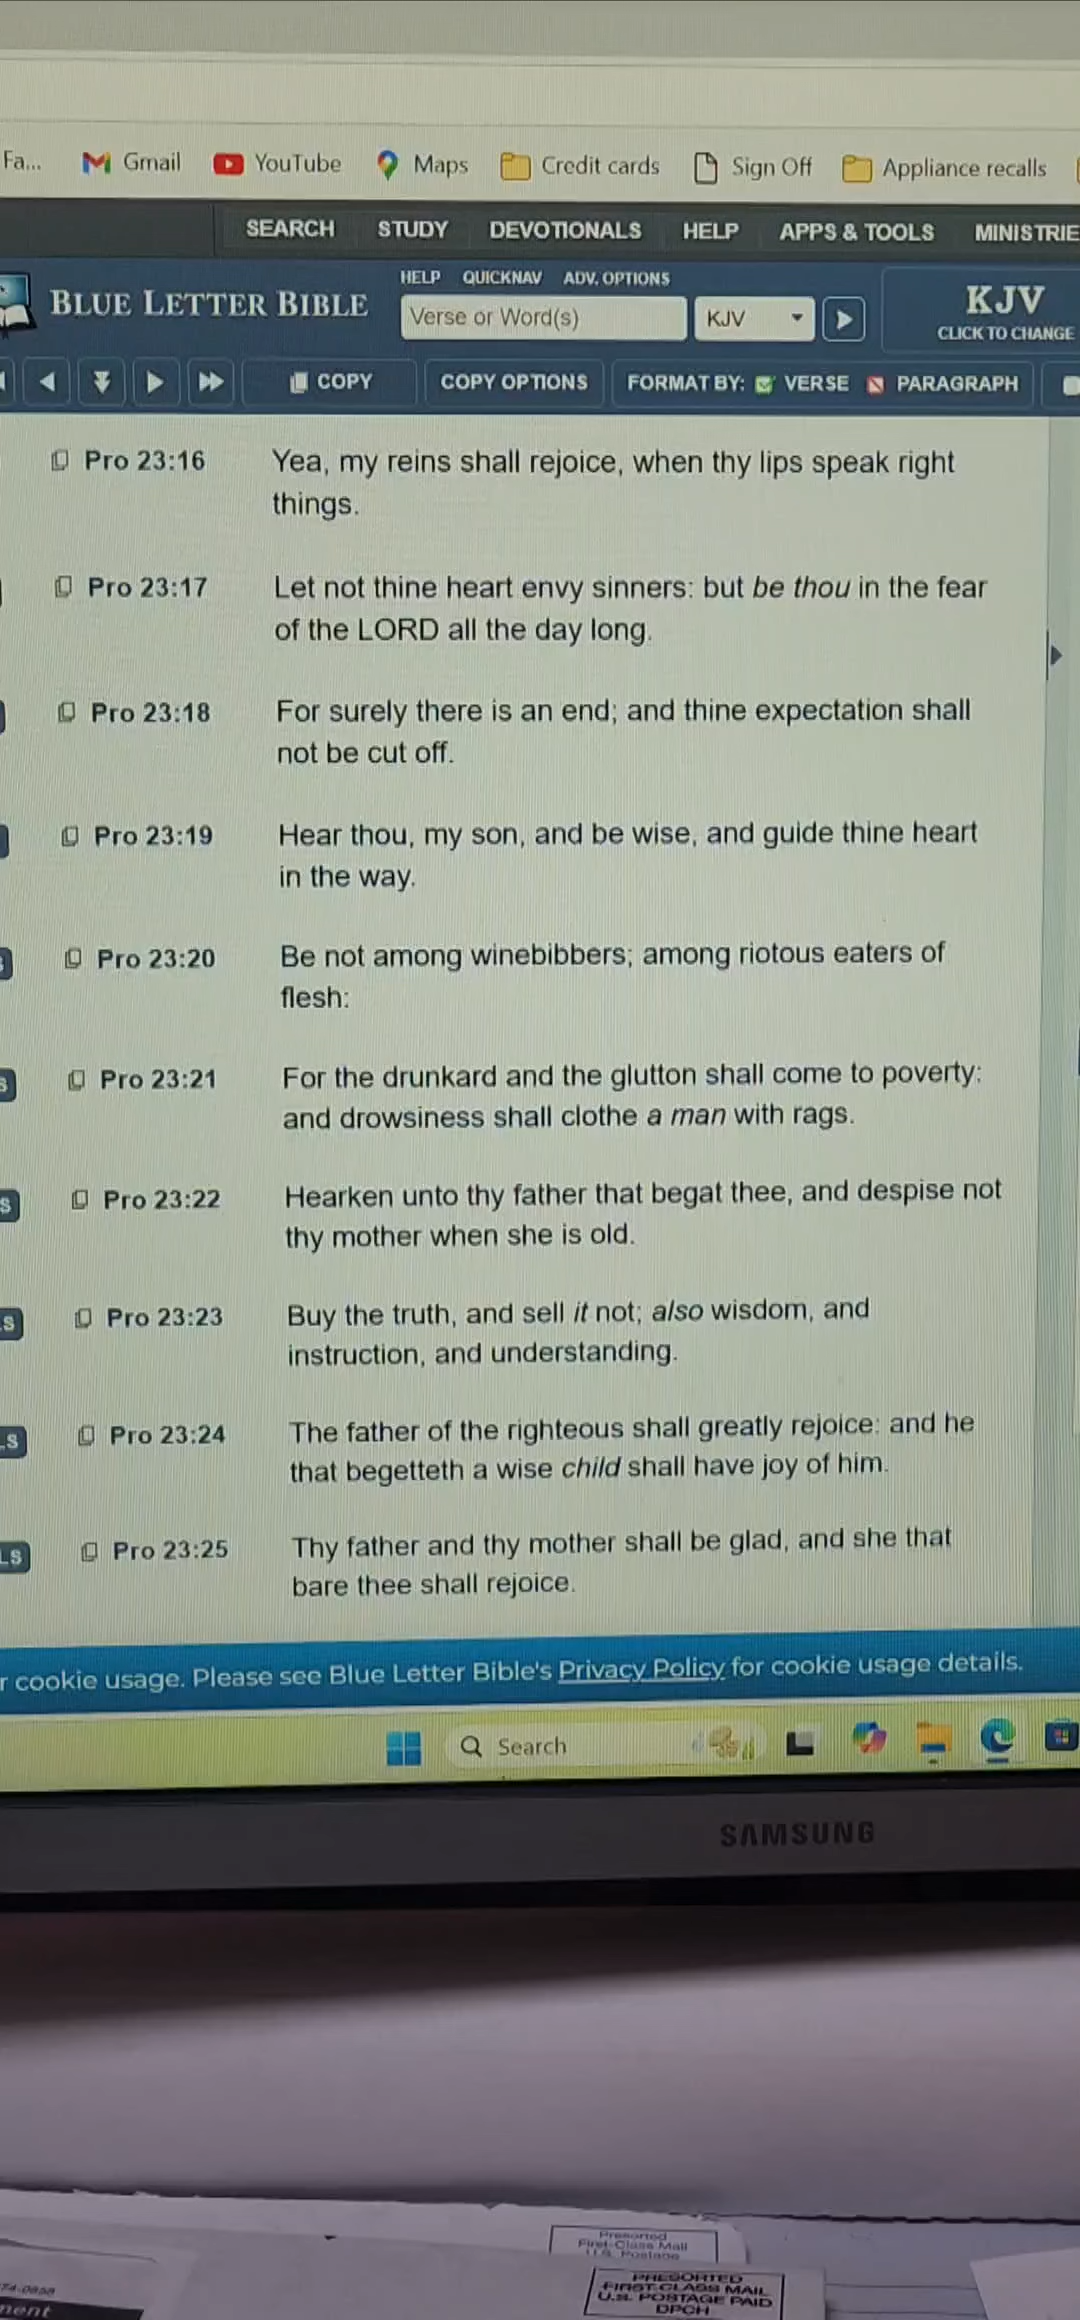 Fa... Gmail YouTube Maps Credit cards Sign Off Appliance recalls
SEARCH STUDY DEVOTIONALS HELP APPS & TOOLS MINISTRIE
HELP QUICKNAV ADV. OPTIONS
BLUE LETTER BIBLE Verse or Word(s) KJV KJV
CLICK TO CHANGE
COPY COPY OPTIONS FORMAT BY: VERSE PARAGRAPH
Pro 23:16 Yea, my reins shall rejoice, when thy lips speak right
things.
Pro 23:17 Let not thine heart envy sinners: but be thou in the fear
of the LORD all the day long.
Pro 23:18 For surely there is an end; and thine expectation shall
not be cut off.
Pro 23:19 Hear thou, my son, and be wise, and guide thine heart
in the way.
Pro 23:20 Be not among winebibbers; among riotous eaters of
flesh:
S Pro 23:21 For the drunkard and the glutton shall come to poverty:
and drowsiness shall clothe a man with rags.
S Pro 23:22 Hearken unto thy father that begat thee, and despise not
thy mother when she is old.
S Pro 23:23 Buy the truth, and sell it not; also wisdom, and
instruction, and understanding.
LS Pro 23:24 The father of the righteous shall greatly rejoice: and he
that begetteth a wise child shall have joy of him.
LS Pro 23:25 Thy father and thy mother shall be glad, and she that
bare thee shall rejoice.
r cookie usage. Please see Blue Letter Bible's Privacy Policy for cookie usage details.
Search
SAMSUNG
Presorted
First-Class Mail
U.S. Postage
PRESORTED
FIRST-CLASS MAIL
U.S. POSTAGE PAID
DPCH
74-0858
ment